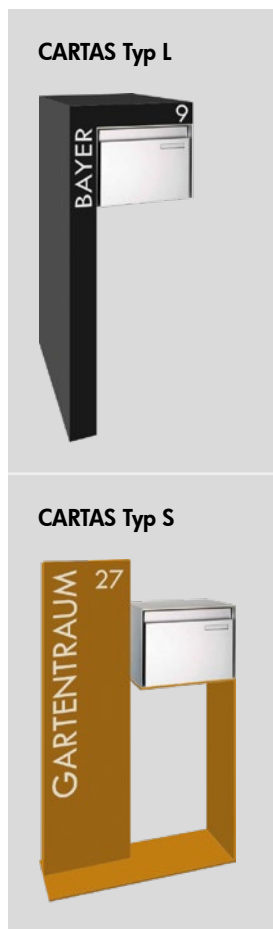 CARTAS Typ L
9
BAYER
CARTAS Typ S
27
GARTENTRAUM